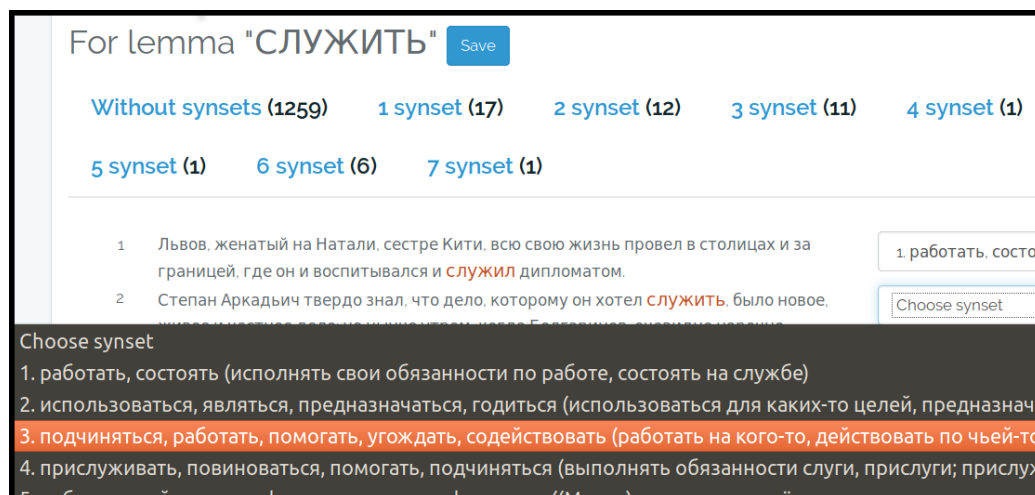 For lemma "СЛУЖИТЬ" Save
Without synsets (1259) 1 synset (17) 2 synset (12) 3 synset (11) 4 synset (1)
5 synset (1) 6 synset (6) 7 synset (1)
1 Львов, женатый на Натали, сестре Кити, всю свою жизнь провел в столицах и за
границей, где он и воспитывался и служил дипломатом.
1. работать, состо
2 Степан Аркадьич твердо знал, что дело, которому он хотел служить, было новое,
Choose synset
Choose synset
1. работать, состоять (исполнять свои обязанности по работе, состоять на службе)
2. использоваться, являться, предназначаться, годиться (использоваться для каких-то целей, предназнач
3. подчиняться, работать, помогать, угождать, содействовать (работать на кого-то, действовать по чьей-то
4. прислуживать, повиноваться, помогать, подчиняться (выполнять обязанности слуги, прислуги; прислуж